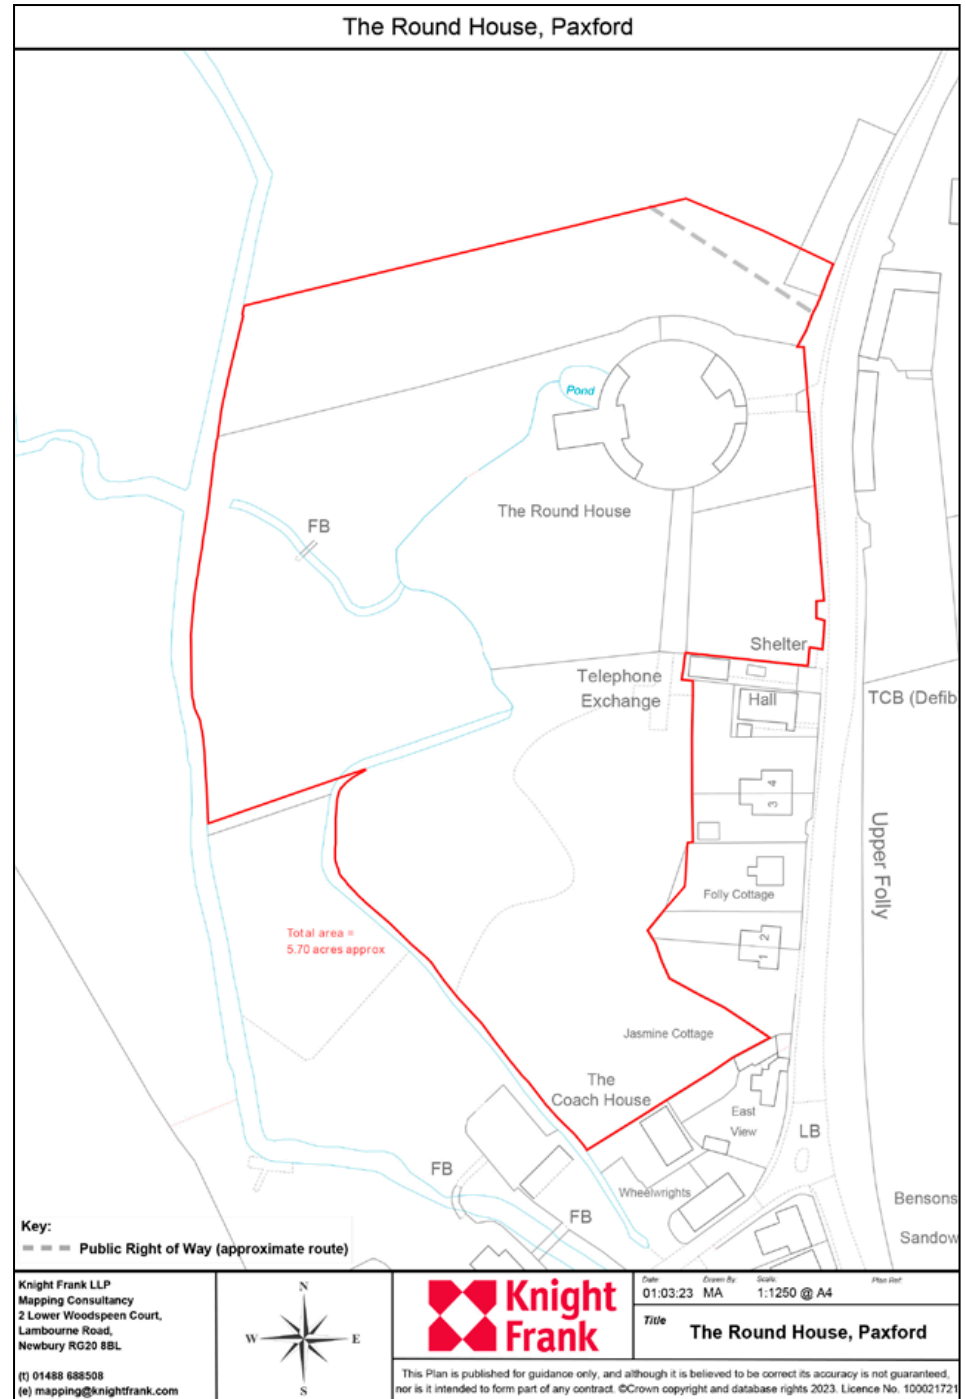 The Round House, Paxford
Pond
The Round House
FB
Shelter
Telephone
Exchange
Hall
TCB (Defib
4
3
Upper Folly
Folly Cottage
2
1
Total area =
5.70 acres approx
Jasmine Cottage
The
Coach House
East
View
LB
FB
Wheelwrights
FB
Bensons
Sandow
Key:
Public Right of Way (approximate route)
Knight Frank LLP
Mapping Consultancy
2 Lower Woodspeen Court,
Lambourne Road,
Newbury RG20 8BL
(t) 01488 688508
(e) mapping@knightfrank.com
N
W
E
S
Knight
Frank
Date:
01:03:23
Drawn By:
MA
Scale:
1:1250 @ A4
Plan Ref:
Title
The Round House, Paxford
This Plan is published for guidance only, and although it is believed to be correct its accuracy is not guaranteed,
nor is it intended to form part of any contract. ©Crown copyright and database rights 2023. Licence No. 100021721